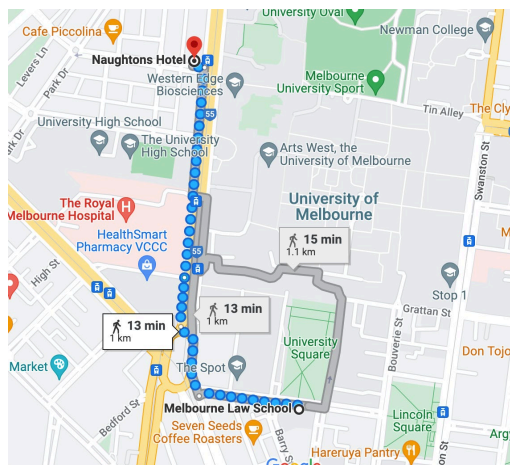 Cafe Piccolina
University Oval
Newman College
Levers Ln
Park Dr
Naughtons Hotel
Western Edge
Biosciences
Melbourne
University Sport
The Cly
Tin Alley
55
University High School
The University
High School
Arts West, the
University of Melbourne
Park Dr
Swanston St
The Royal
Melbourne Hospital
University of
Melbourne
HealthSmart
Pharmacy VCCC
15 min
1.1 km
55
High St
Stop 1
Grattan St
13 min
1 km
13 min
1 km
Bouverie St
University
Square
Don Tojo
Market
The Spot
Bedford St
Melbourne Law School
Lincoln
Square
Seven Seeds
Coffee Roasters
Barry S
Hareruya Pantry
Google